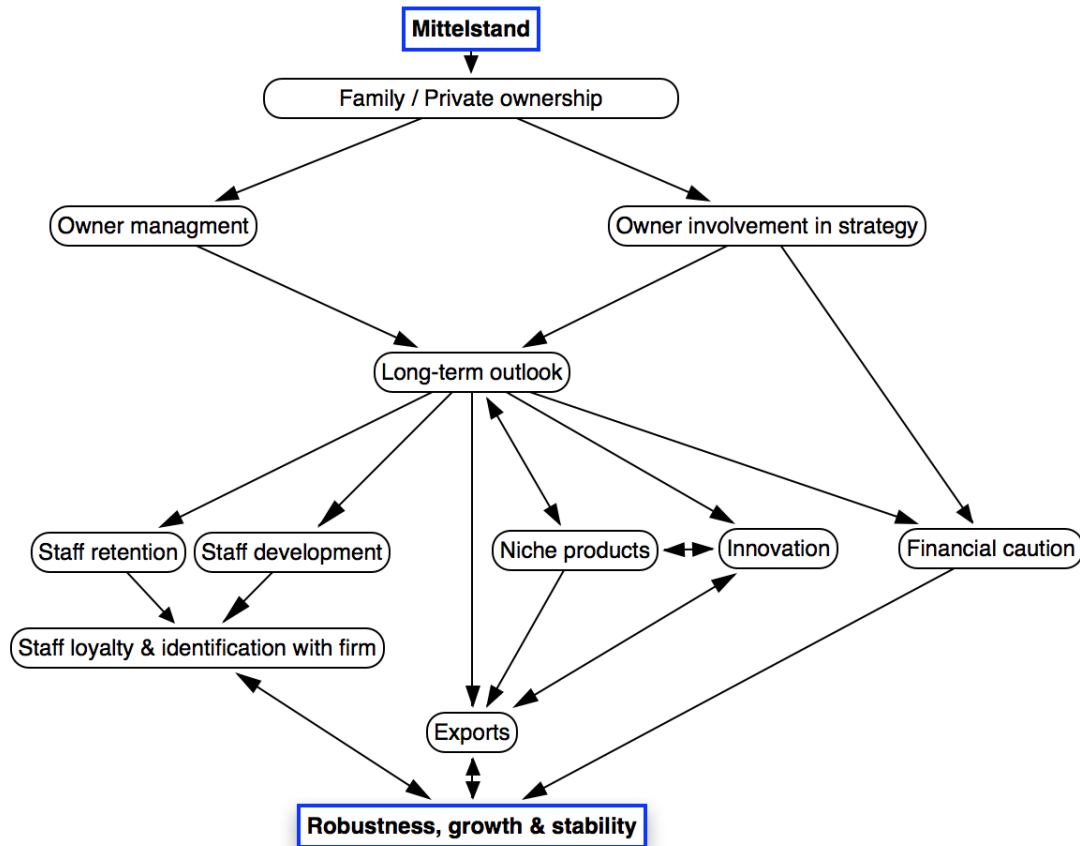 Mittelstand
Family / Private ownership
Owner managment
Owner involvement in strategy
Long-term outlook
Staff retention
Staff development
Niche products
Innovation
Financial caution
Staff loyalty & identification with firm
Exports
Robustness, growth & stability